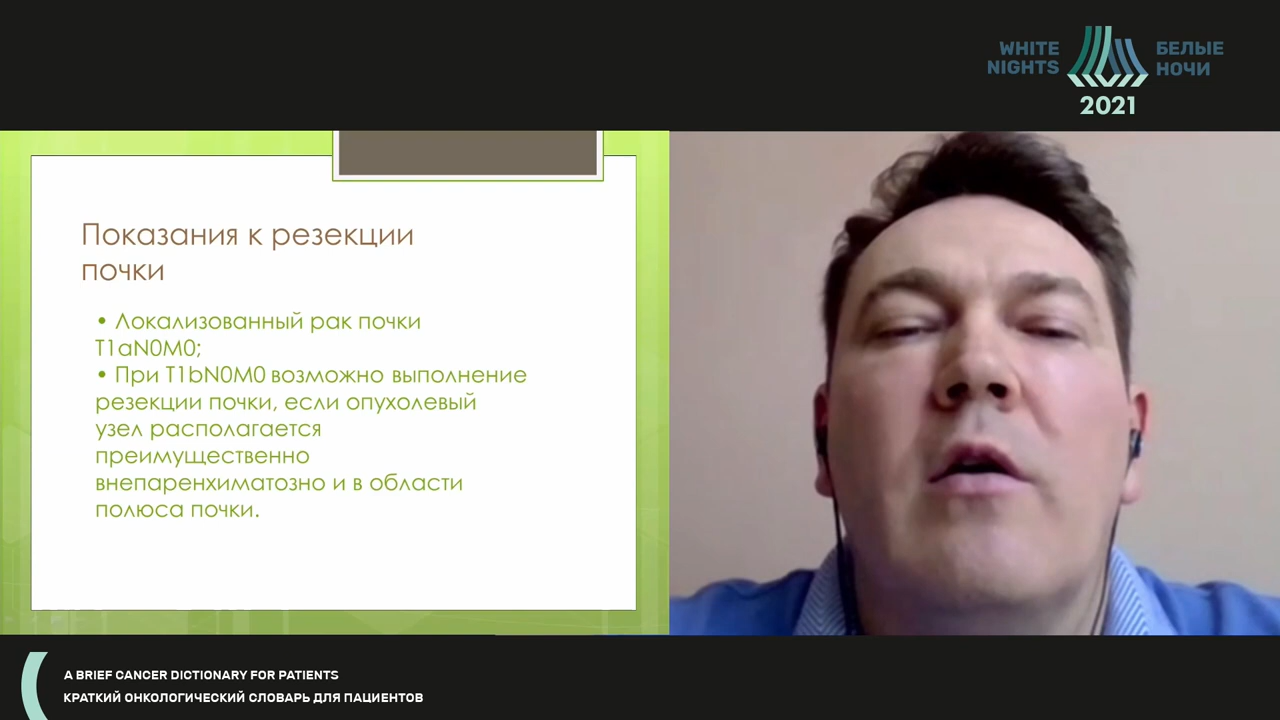 WHITE
NIGHTS
БЕЛЫЕ
НОЧИ
2021
Показания к резекции
почки
• Локализованный рак почки
T1aN0M0;
• При T1bN0M0 возможно выполнение
резекции почки, если опухолевый
узел располагается
преимущественно
внепаренхиматозно и в области
полюса почки.
A BRIEF CANCER DICTIONARY FOR PATIENTS
КРАТКИЙ ОНКОЛОГИЧЕСКИЙ СЛОВАРЬ ДЛЯ ПАЦИЕНТОВ